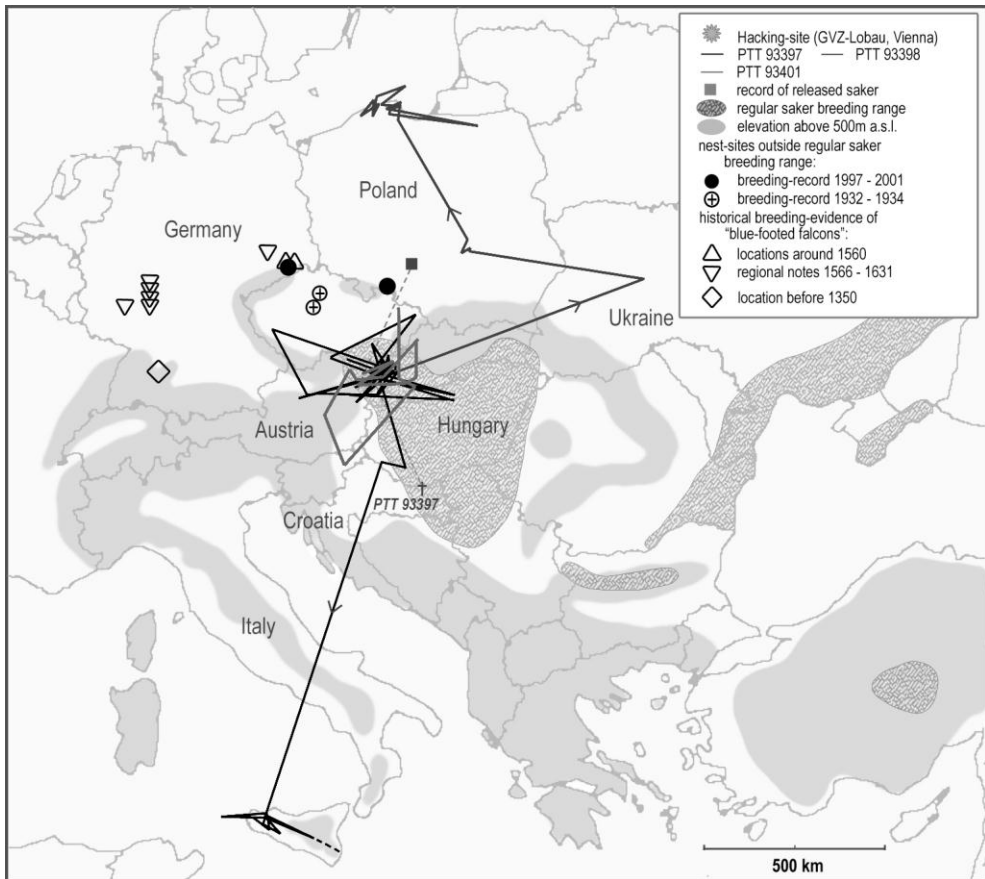 Hacking-site (GVZ-Lobau, Vienna)
PTT 93397 PTT 93398
PTT 93401
record of released saker
regular saker breeding range
elevation above 500m a.s.l.
nest-sites outside regular saker
breeding range:
breeding-record 1997 - 2001
breeding-record 1932 - 1934
historical breeding-evidence of
"blue-footed falcons":
locations around 1560
regional notes 1566 - 1631
location before 1350
Poland
Germany
Ukraine
Austria
Hungary
PTT 93397
Croatia
Italy
500 km